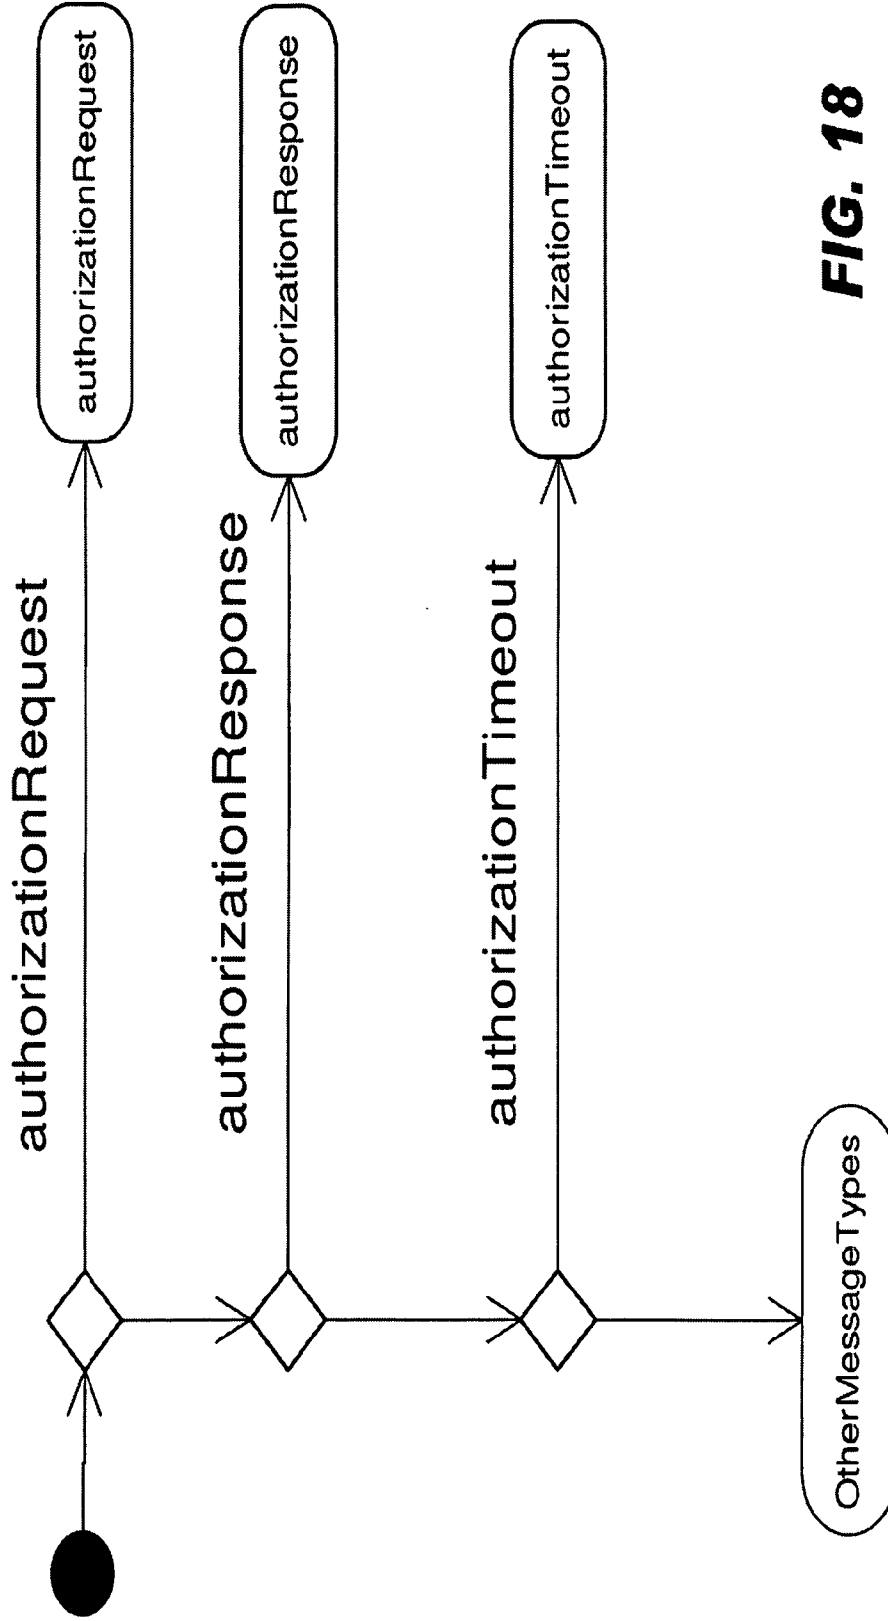 authorizationRequest
authorizationRequest
authorizationResponse
authorizationResponse
authorizationTimeout
authorizationTimeout
OtherMessageTypes
FIG. 18